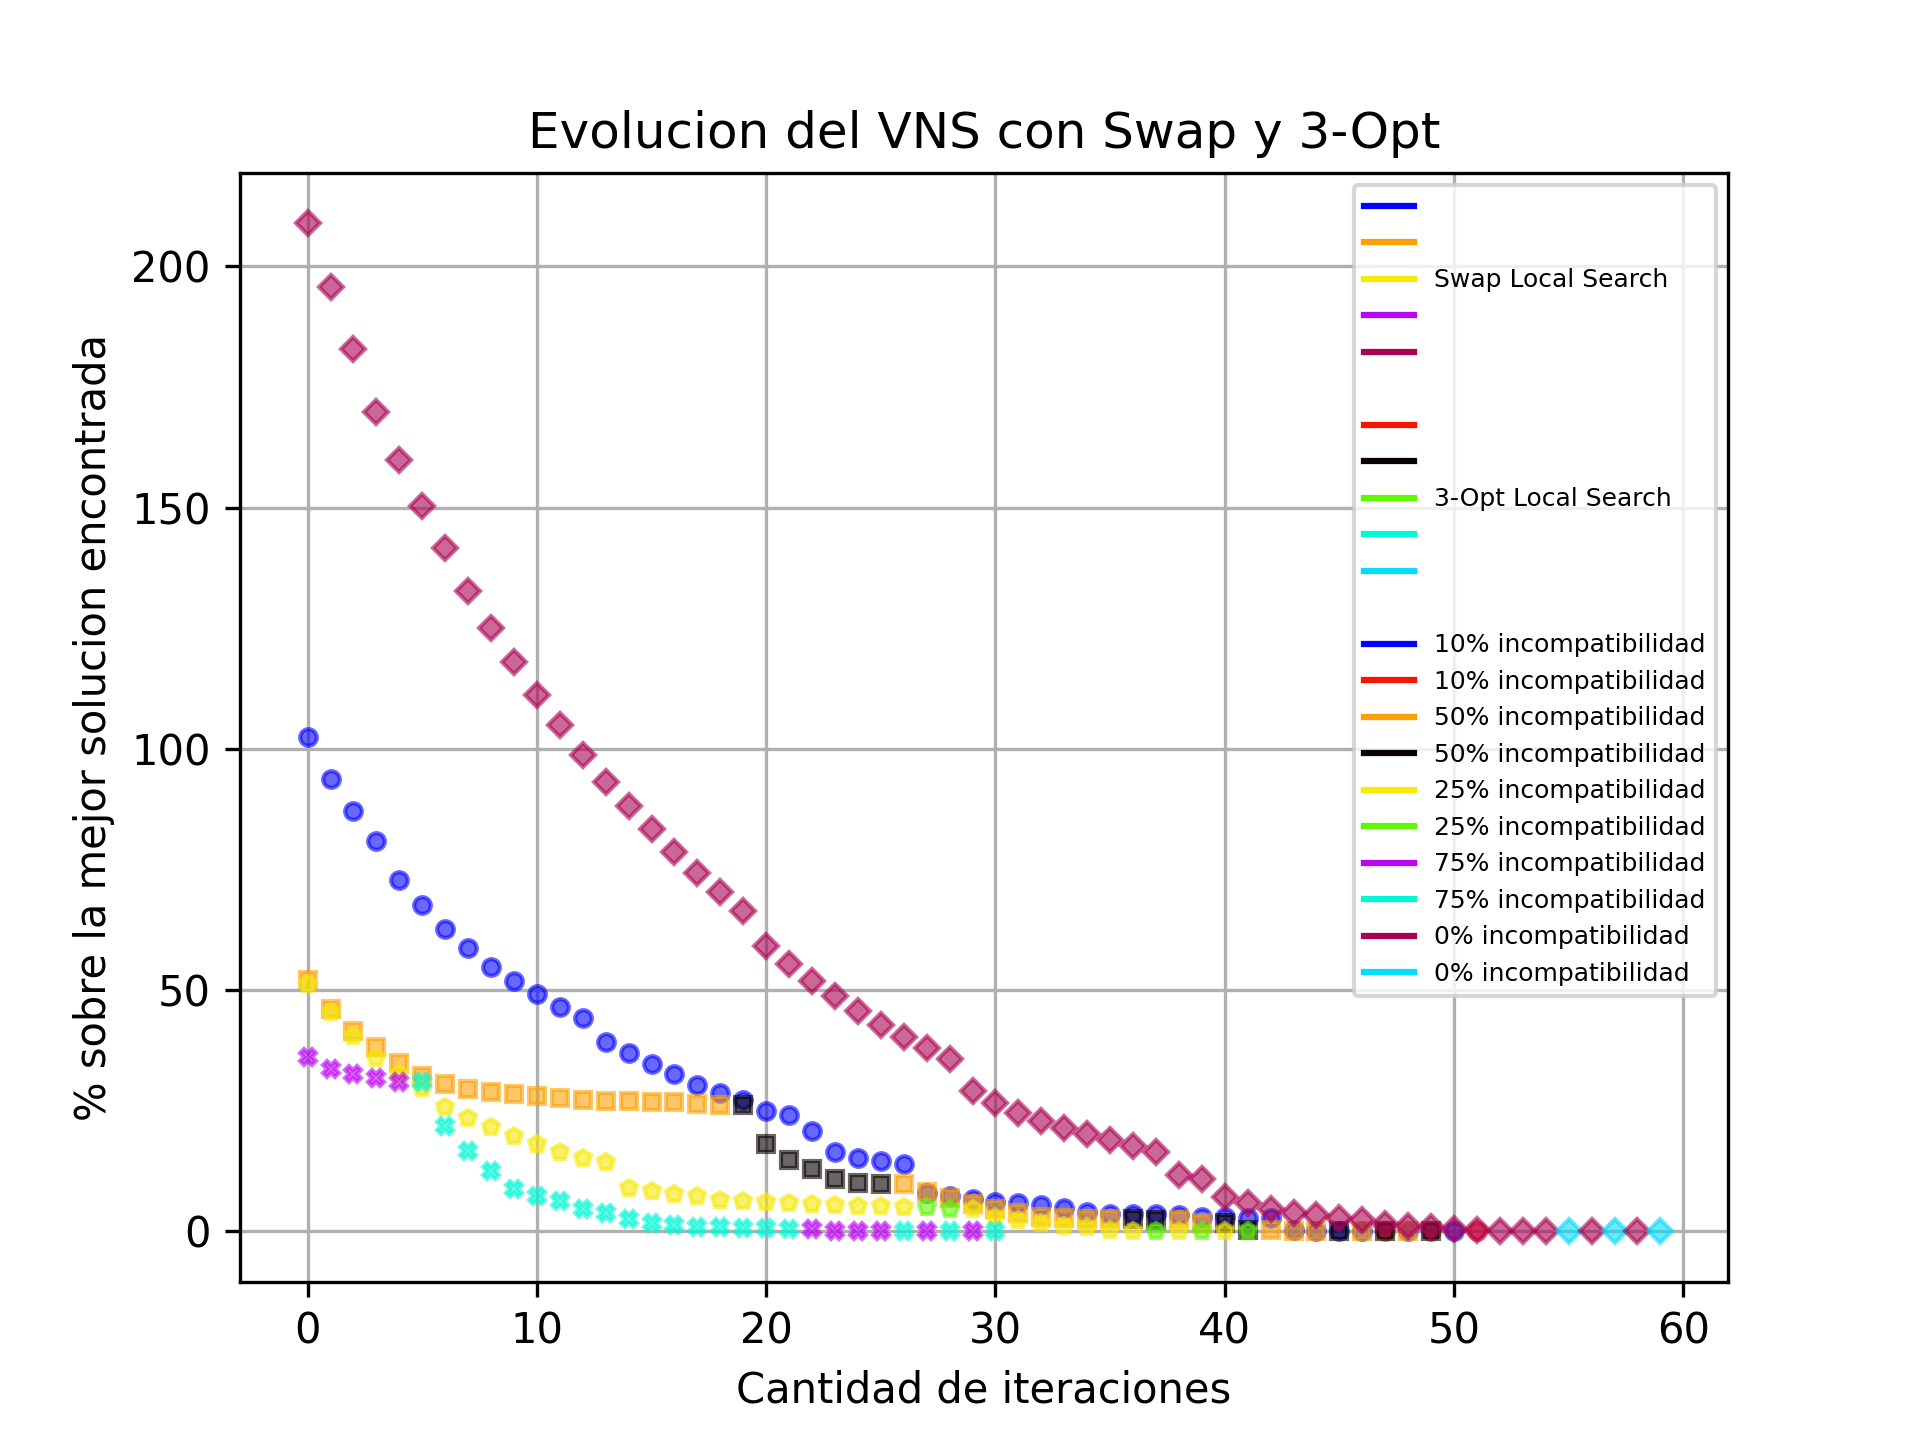 Evolucion del VNS con Swap y 3-Opt
% sobre la mejor solucion encontrada
200
150
100
50
0
Swap Local Search
3-Opt Local Search
10% incompatibilidad
10% incompatibilidad
50% incompatibilidad
50% incompatibilidad
25% incompatibilidad
25% incompatibilidad
75% incompatibilidad
75% incompatibilidad
0% incompatibilidad
0% incompatibilidad
0 10 20 30 40 50 60
Cantidad de iteraciones